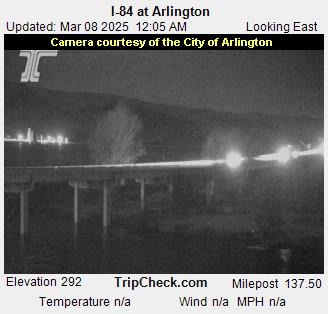 I-84 at Arlington
Updated: Mar 08 2025 12:05 AM Looking East
Camera courtesy of the City of Arlington
Elevation 292 TripCheck.com Milepost 137.50
Temperature n/a Wind n/a MPH n/a